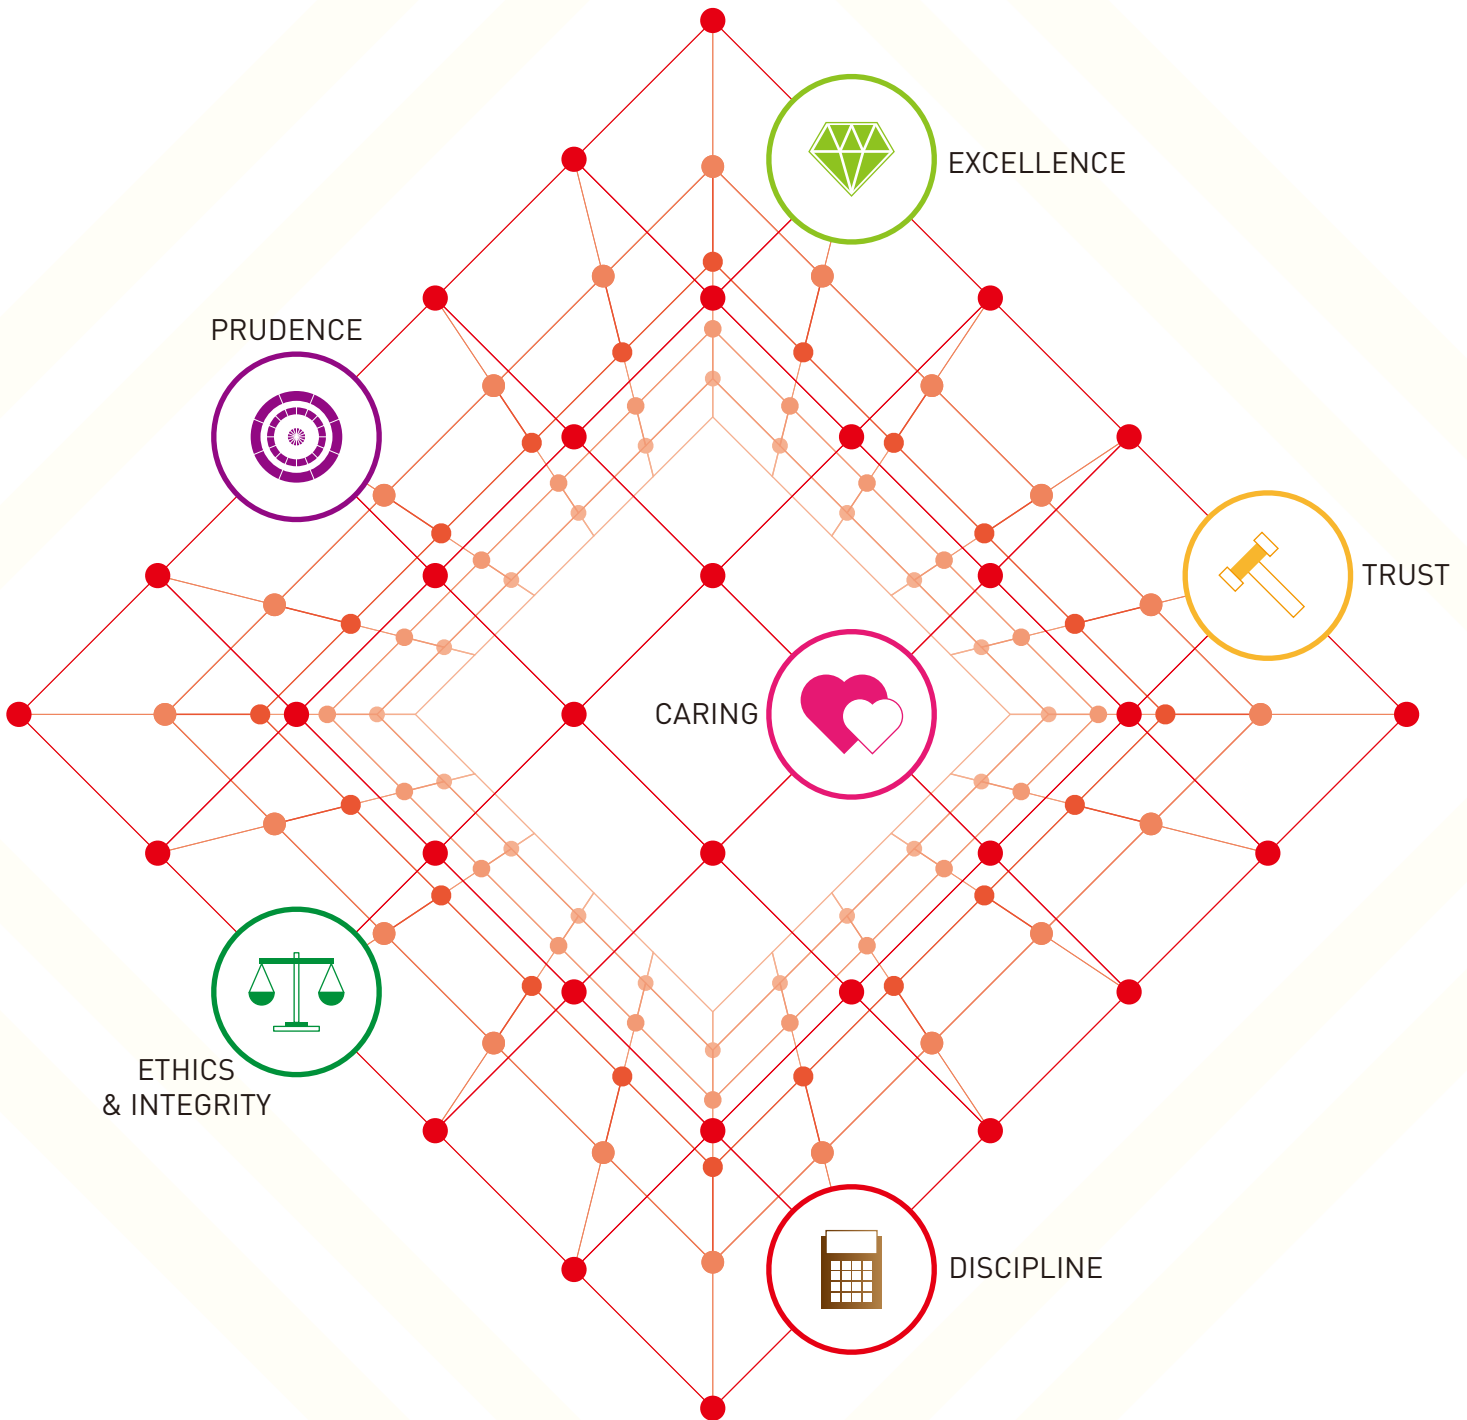 EXCELLENCE
PRUDENCE
TRUST
CARING
ETHICS
& INTEGRITY
DISCIPLINE